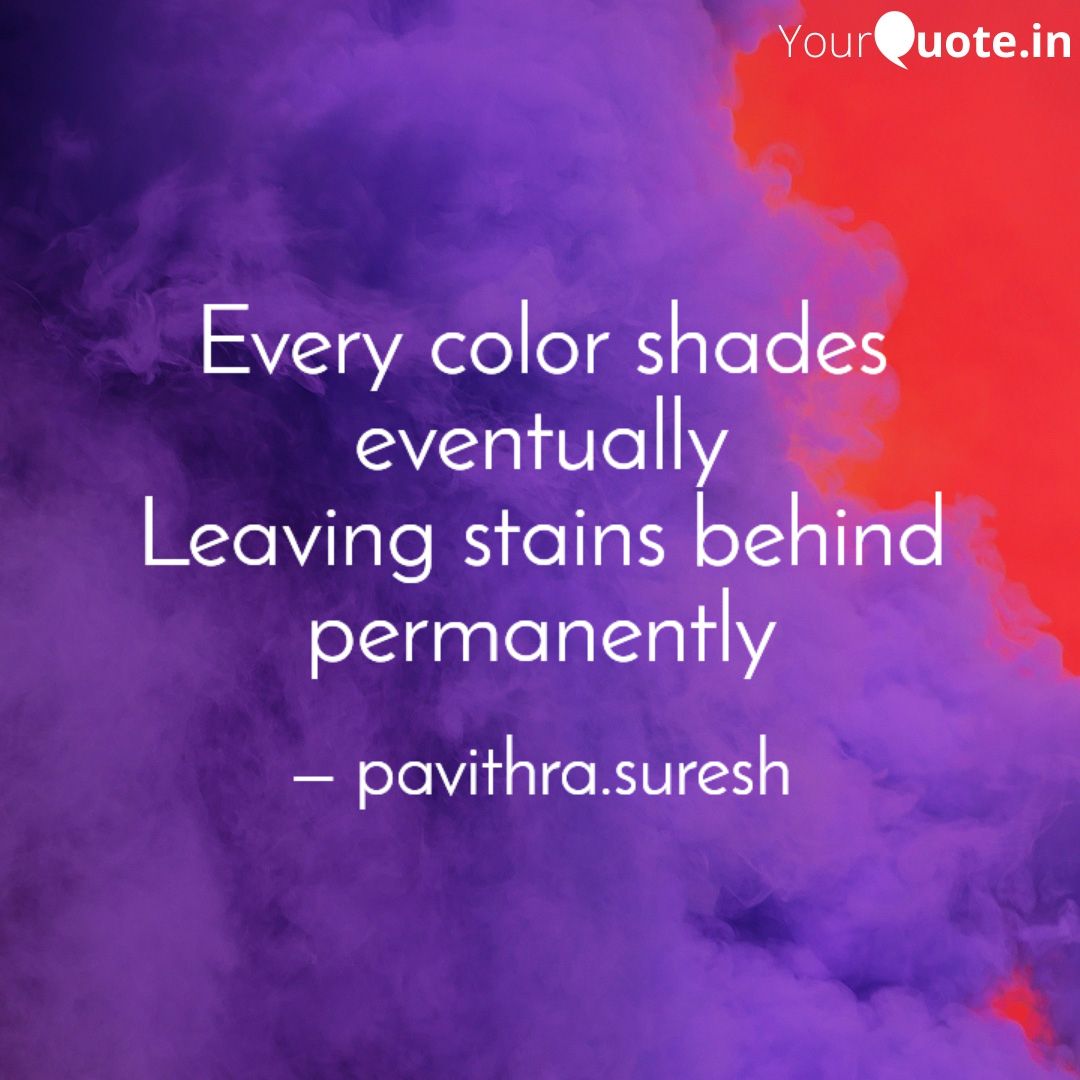 YourQuote.in
Every color shades
eventually
Leaving stains behind
permanently
– pavithra.suresh